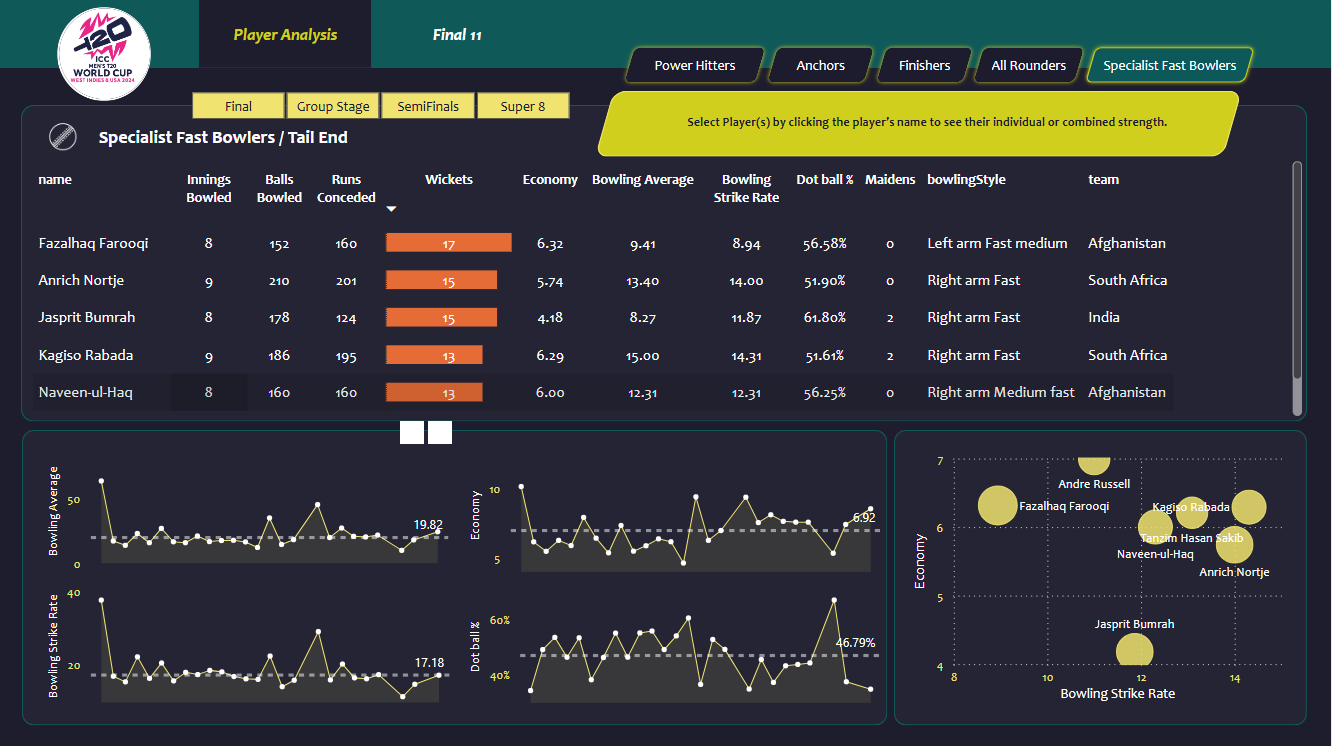 T20
ICC
MEN'S T20
WORLD CUP
WEST INDIES & USA 2024
Player Analysis
Final 11
Power Hitters
Anchors
Finishers
All Rounders
Specialist Fast Bowlers
Final
Group Stage
SemiFinals
Super 8
Select Player(s) by clicking the player's name to see their individual or combined strength.
Specialist Fast Bowlers / Tail End
name Innings Bowled Balls Bowled Runs Conceded Wickets Economy Bowling Average Bowling Strike Rate Dot ball % Maidens bowlingStyle team
Fazalhaq Farooqi 8 152 160 17 6.32 9.41 8.94 56.58% 0 Left arm Fast medium Afghanistan
Anrich Nortje 9 210 201 15 5.74 13.40 14.00 51.90% 0 Right arm Fast South Africa
Jasprit Bumrah 8 178 124 15 4.18 8.27 11.87 61.80% 2 Right arm Fast India
Kagiso Rabada 9 186 195 13 6.29 15.00 14.31 51.61% 2 Right arm Fast South Africa
Naveen-ul-Haq 8 160 160 13 6.00 12.31 12.31 56.25% 0 Right arm Medium fast Afghanistan
Bowling Average
50
0
19.82
Economy
10
5
6.92
Bowling Strike Rate
40
20
17.18
Dot ball %
60%
40%
46.79%
Economy
7
6
5
4
Andre Russell
Fazalhaq Farooqi
Kagiso Rabada
Tanzim Hasan Sakib
Naveen-ul-Haq
Anrich Nortje
Jasprit Bumrah
8
10
12
14
Bowling Strike Rate